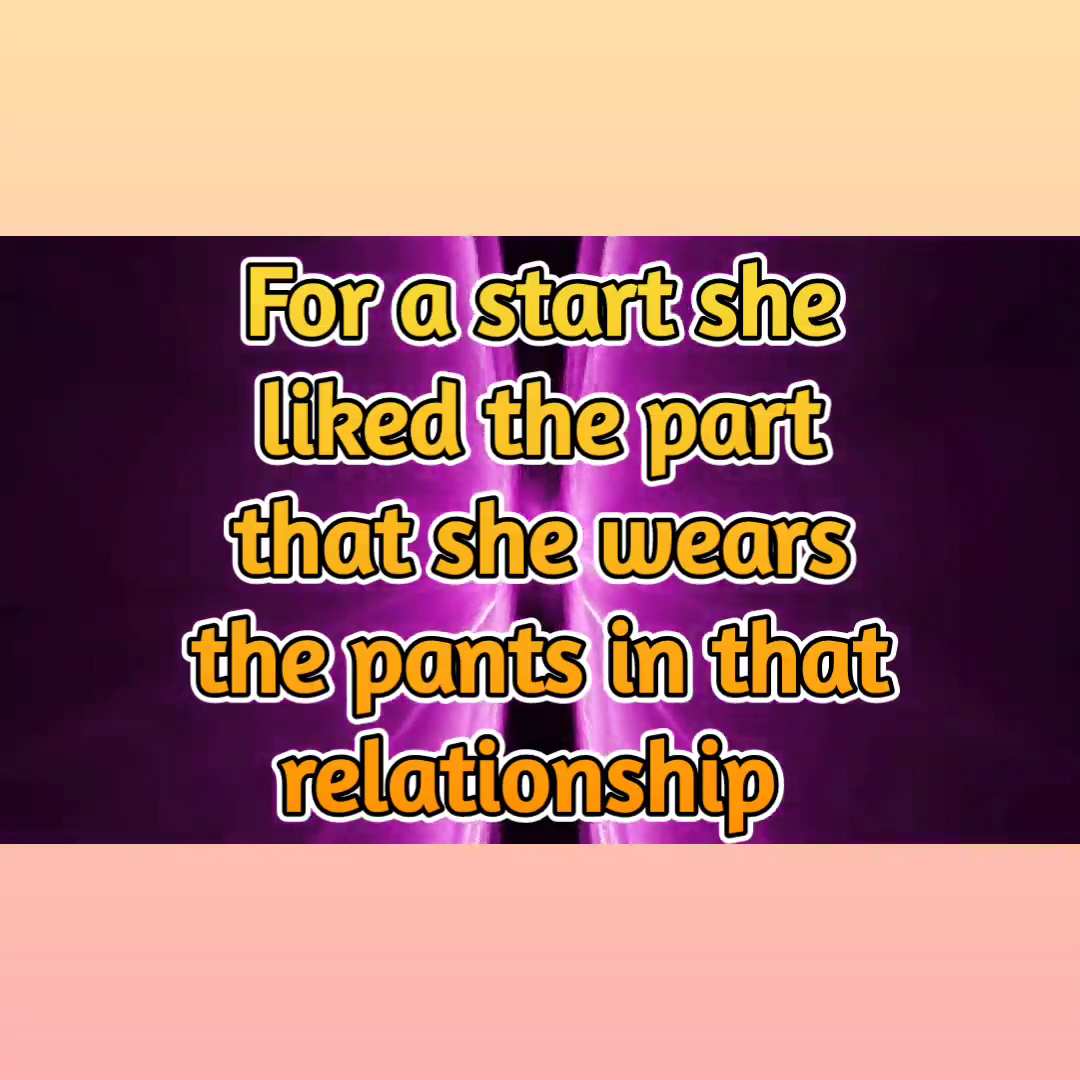 For a start she
liked the part
that she wears
the pants in that
relationship